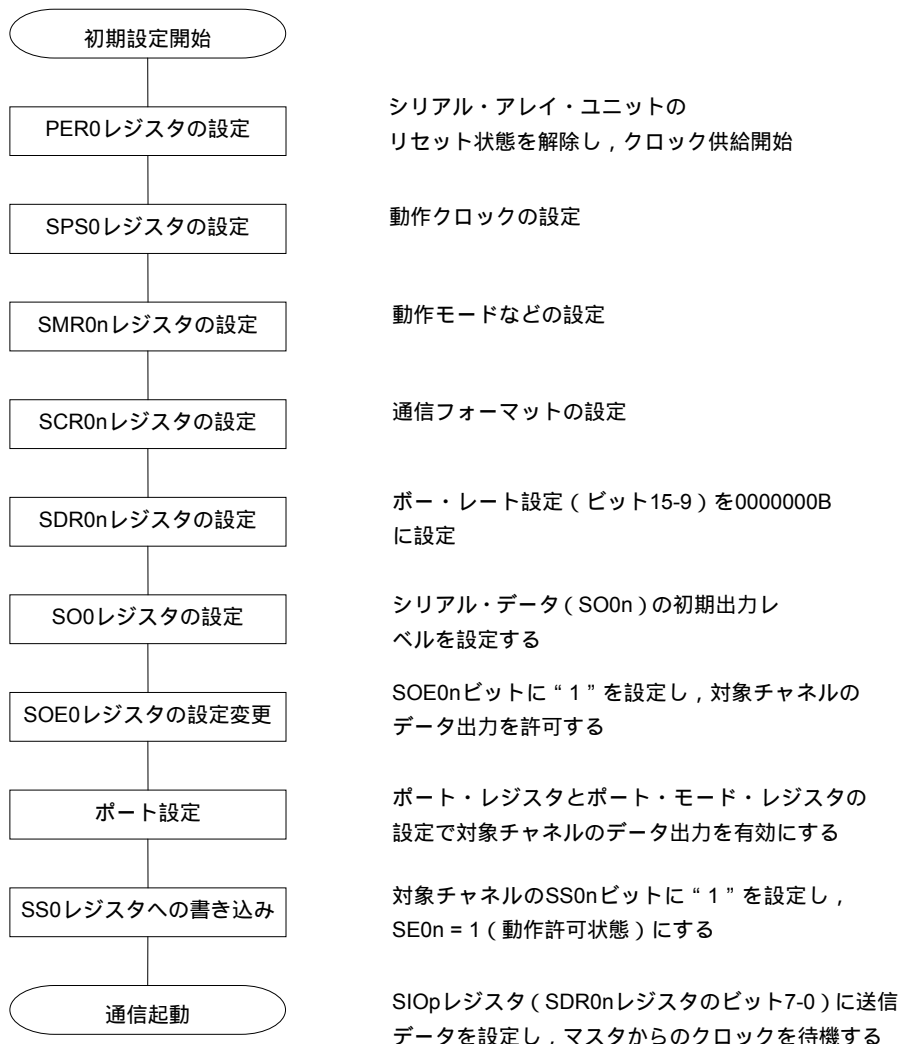 初期設定開始
PER0レジスタの設定
シリアル・アレイ・ユニットの
リセット状態を解除し，クロック供給開始
SPS0レジスタの設定
動作クロックの設定
SMR0nレジスタの設定
動作モードなどの設定
SCR0nレジスタの設定
通信フォーマットの設定
SDR0nレジスタの設定
ボー・レート設定（ビット15-9）を0000000B
に設定
SO0レジスタの設定
シリアル・データ（SO0n）の初期出力レ
ベルを設定する
SOE0レジスタの設定変更
SOE0nビットに“1”を設定し，対象チャネルの
データ出力を許可する
ポート設定
ポート・レジスタとポート・モード・レジスタの
設定で対象チャネルのデータ出力を有効にする
SS0レジスタへの書き込み
対象チャネルのSS0nビットに“1”を設定し，
SE0n = 1（動作許可状態）にする
通信起動
SIOpレジスタ（SDR0nレジスタのビット7-0）に送信
データを設定し，マスタからのクロックを待機する